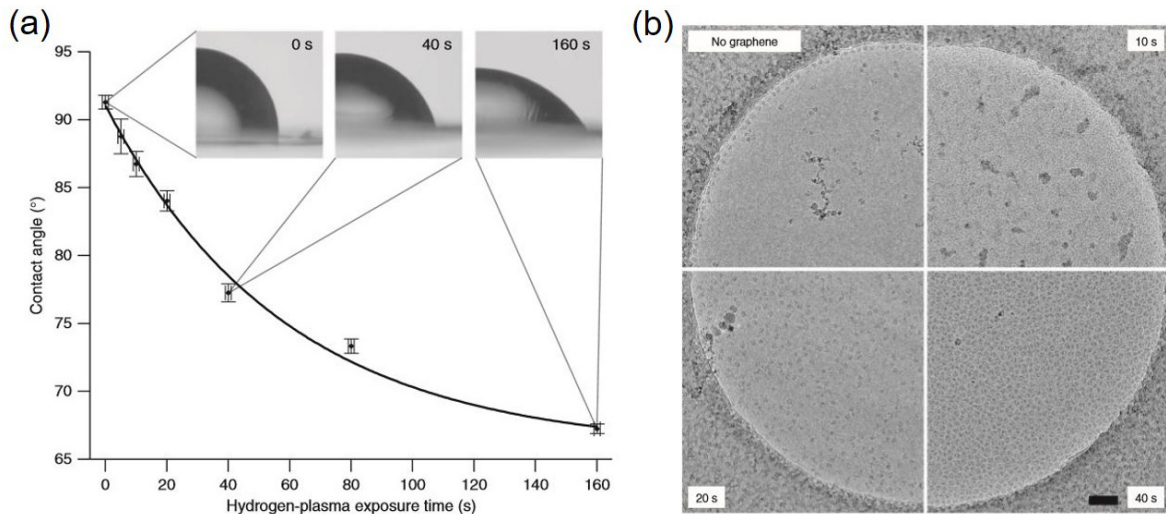 (a)
95
90
85
80
75
70
65
Contact angle (°)
0 s
40 s
160 s
0 20 40 60 80 100 120 140 160
Hydrogen-plasma exposure time (s)
(b)
No graphene
10 s
20 s
40 s